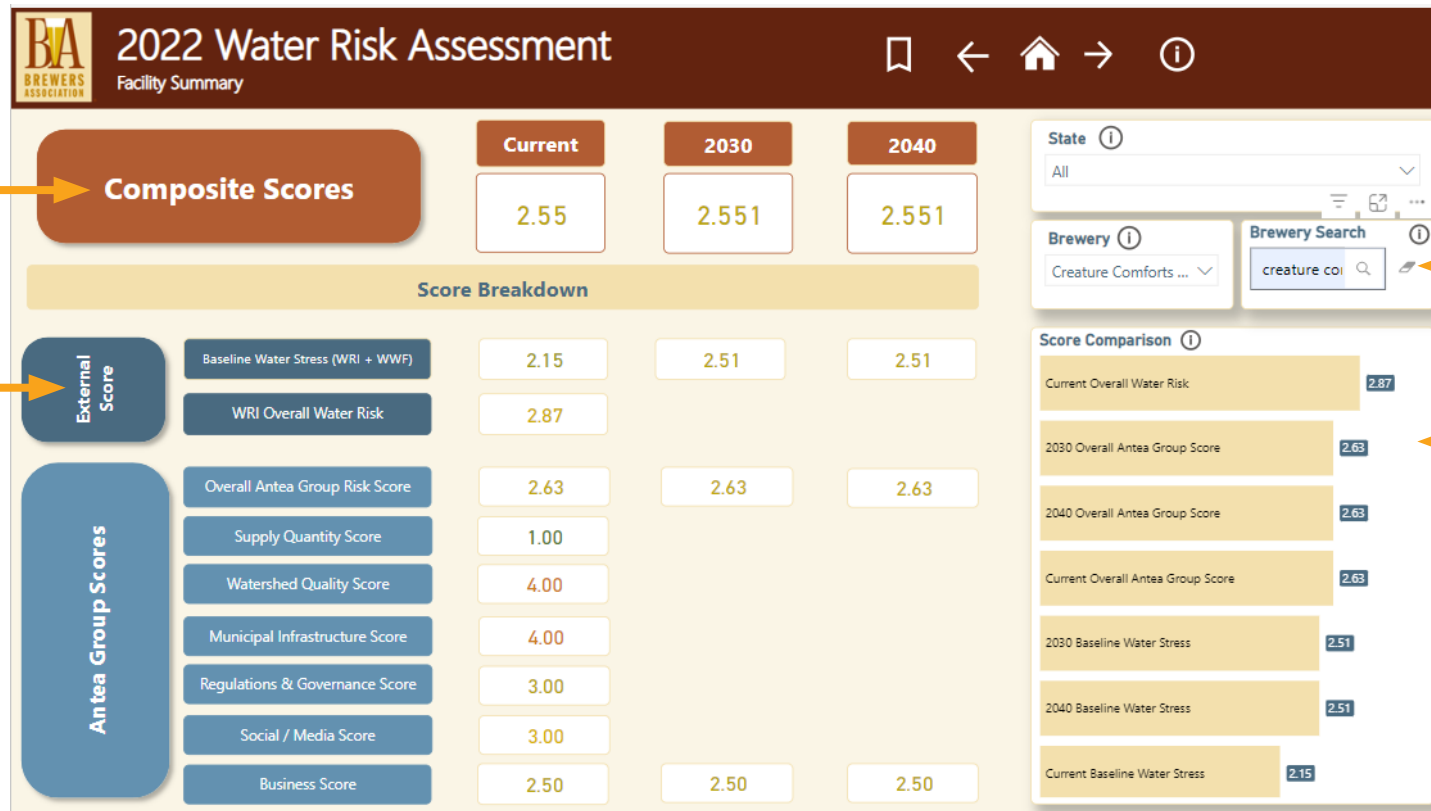 BA
BREWERS
ASSOCIATION
2022 Water Risk Assessment
Facility Summary
Composite Scores
Current 2030 2040
2.55 2.551 2.551
Score Breakdown
External
Score
Baseline Water Stress (WRI + WWF) 2.15 2.51 2.51
WRI Overall Water Risk 2.87
Antea Group Scores
Overall Antea Group Risk Score 2.63 2.63 2.63
Supply Quantity Score 1.00
Watershed Quality Score 4.00
Municipal Infrastructure Score 4.00
Regulations & Governance Score 3.00
Social / Media Score 3.00
Business Score 2.50 2.50 2.50
State
All
Brewery
Creature Comforts ...
Brewery Search
creature co
Score Comparison
Current Overall Water Risk 2.87
2030 Overall Antea Group Score 2.63
2040 Overall Antea Group Score 2.63
Current Overall Antea Group Score 2.63
2030 Baseline Water Stress 2.51
2040 Baseline Water Stress 2.51
Current Baseline Water Stress 2.15